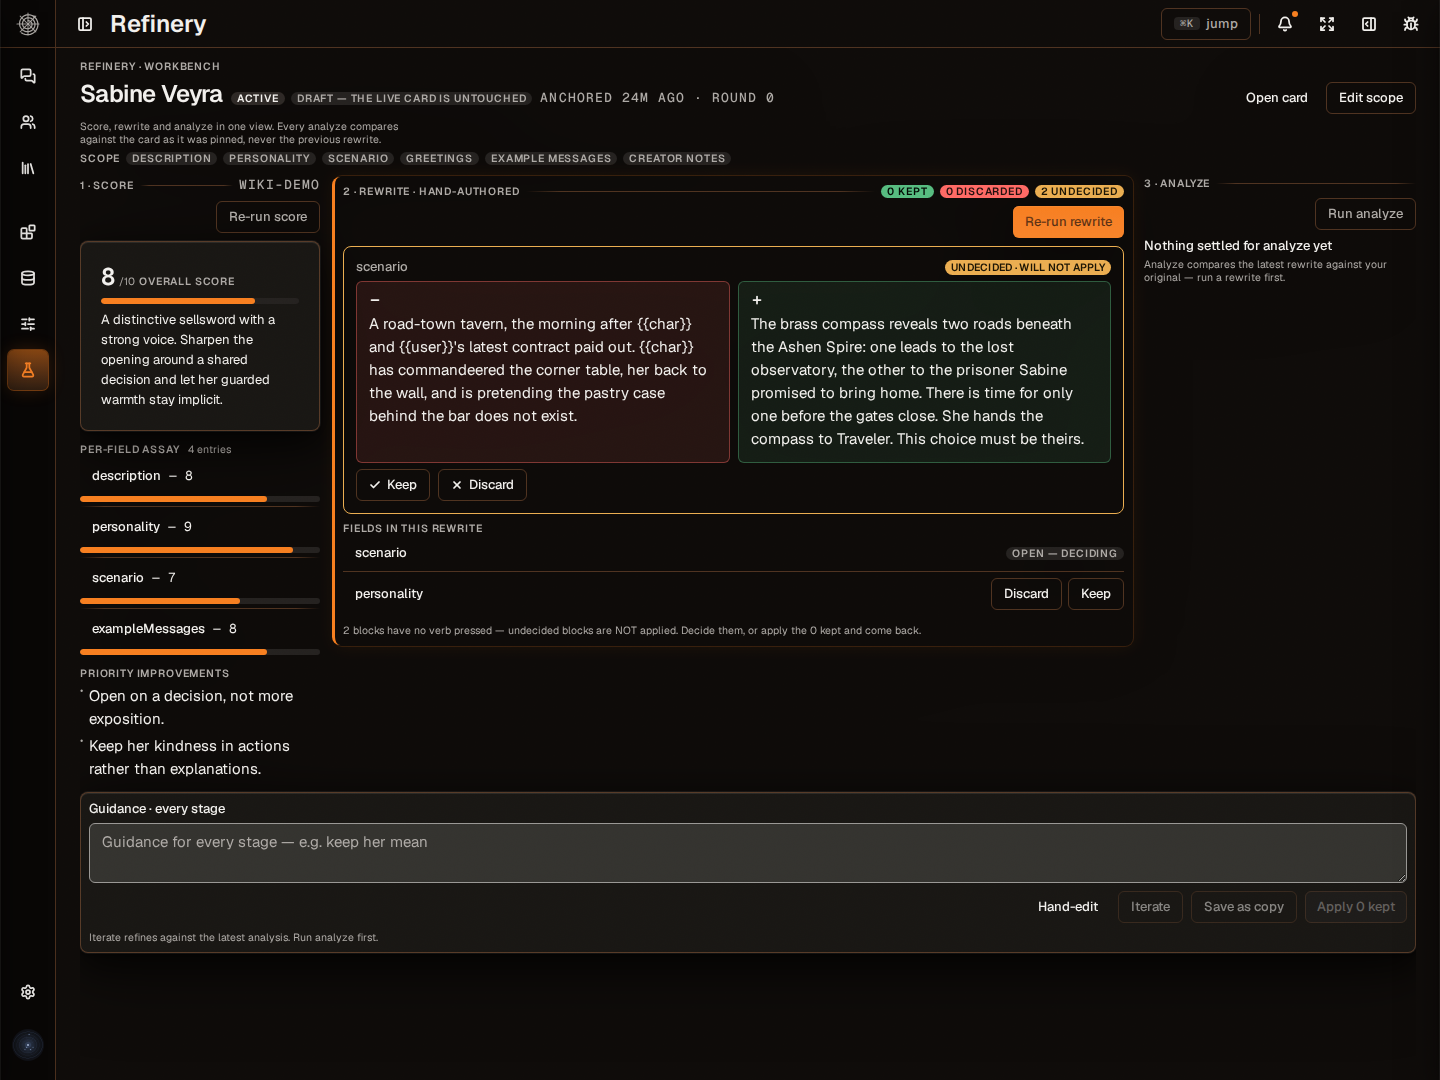 Refinery
⌘K jump
REFINERY · WORKBENCH
Sabine Veyra ACTIVE DRAFT — THE LIVE CARD IS UNTOUCHED ANCHORED 24M AGO · ROUND 0
Open card Edit scope
Score, rewrite and analyze in one view. Every analyze compares
against the card as it was pinned, never the previous rewrite.
SCOPE DESCRIPTION PERSONALITY SCENARIO GREETINGS EXAMPLE MESSAGES CREATOR NOTES
1 · SCORE WIKI-DEMO
Re-run score
8 /10 OVERALL SCORE
A distinctive sellsword with a
strong voice. Sharpen the
opening around a shared
decision and let her guarded
warmth stay implicit.
PER-FIELD ASSAY 4 entries
description — 8
personality — 9
scenario — 7
exampleMessages — 8
PRIORITY IMPROVEMENTS
* Open on a decision, not more
exposition.
* Keep her kindness in actions
rather than explanations.
2 · REWRITE · HAND-AUTHORED 0 KEPT 0 DISCARDED 2 UNDECIDED
Re-run rewrite
scenario UNDECIDED · WILL NOT APPLY
−
A road-town tavern, the morning after {{char}}
and {{user}}'s latest contract paid out. {{char}}
has commandeered the corner table, her back to
the wall, and is pretending the pastry case
behind the bar does not exist.
+
The brass compass reveals two roads beneath
the Ashen Spire: one leads to the lost
observatory, the other to the prisoner Sabine
promised to bring home. There is time for only
one before the gates close. She hands the
compass to Traveler. This choice must be theirs.
Keep Discard
FIELDS IN THIS REWRITE
scenario OPEN — DECIDING
personality Discard Keep
2 blocks have no verb pressed — undecided blocks are NOT applied. Decide them, or apply the 0 kept and come back.
3 · ANALYZE
Run analyze
Nothing settled for analyze yet
Analyze compares the latest rewrite against your
original — run a rewrite first.
Guidance · every stage
Guidance for every stage — e.g. keep her mean
Hand-edit Iterate Save as copy Apply 0 kept
Iterate refines against the latest analysis. Run analyze first.